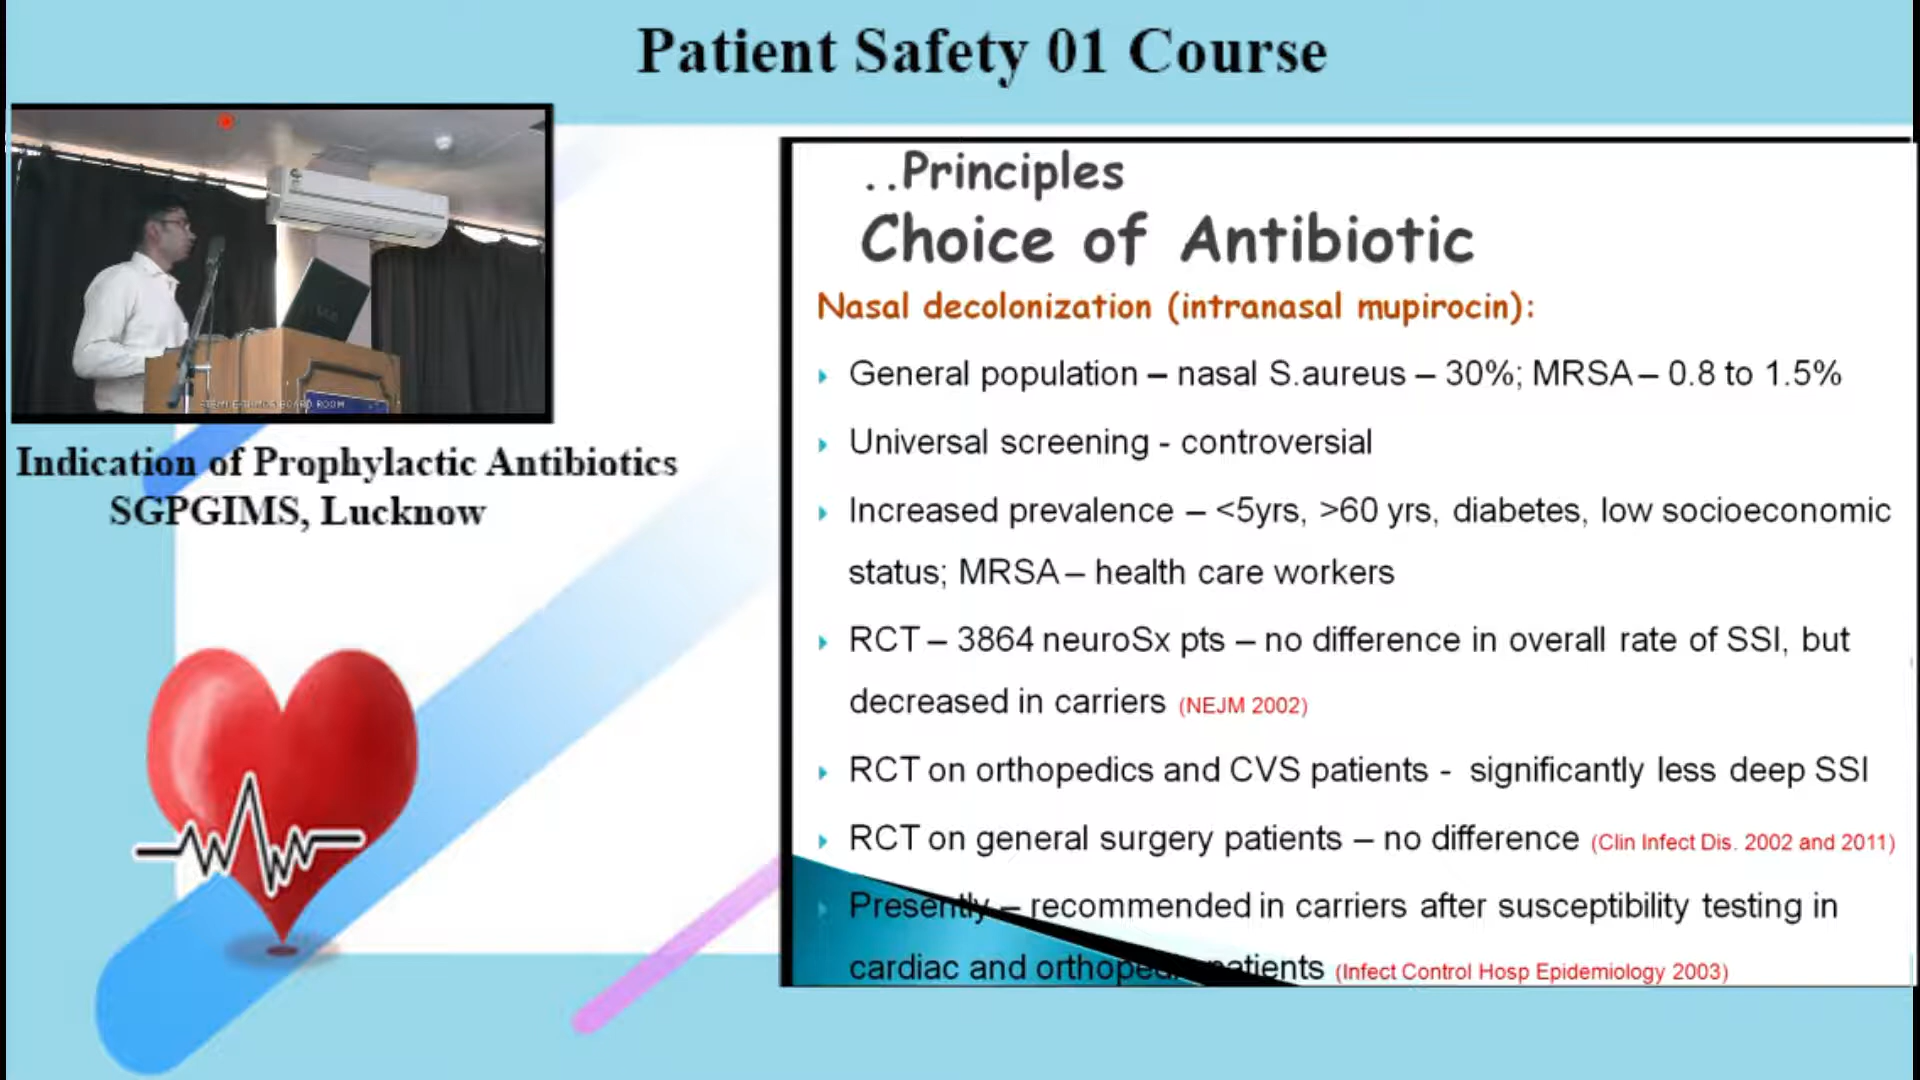 Patient Safety 01 Course
BOARD ROOM
Indication of Prophylactic Antibiotics
SGPGIMS, Lucknow
..Principles
Choice of Antibiotic
Nasal decolonization (intranasal mupirocin):
General population – nasal S.aureus – 30%; MRSA – 0.8 to 1.5%
Universal screening - controversial
Increased prevalence – <5yrs, >60 yrs, diabetes, low socioeconomic
status; MRSA – health care workers
RCT – 3864 neuroSx pts – no difference in overall rate of SSI, but
decreased in carriers (NEJM 2002)
RCT on orthopedics and CVS patients - significantly less deep SSI
RCT on general surgery patients – no difference (Clin Infect Dis. 2002 and 2011)
Presently – recommended in carriers after susceptibility testing in
cardiac and orthopedic patients (Infect Control Hosp Epidemiology 2003)